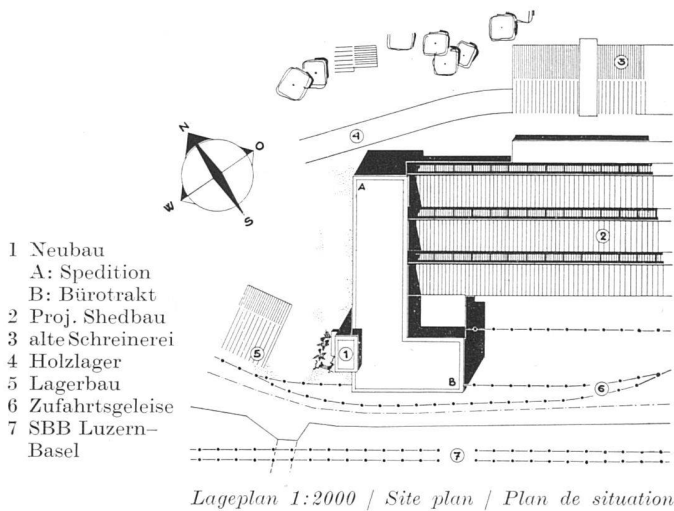 3
4
N
O
W
S
A
B
2
1 Neubau
A: Spedition
B: Bürotrakt
2 Proj. Shedbau
3 alte Schreinerei
4 Holzlager
5 Lagerbau
6 Zufahrtsgeleise
7 SBB Luzern–
Basel
5
1
B
6
7
Lageplan 1:2000 / Site plan / Plan de situation